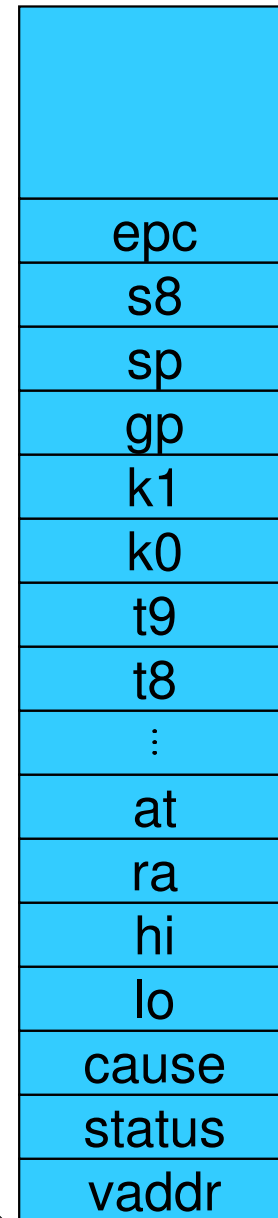 epc
s8
sp
gp
k1
k0
t9
t8
⋮
at
ra
hi
lo
cause
status
vaddr